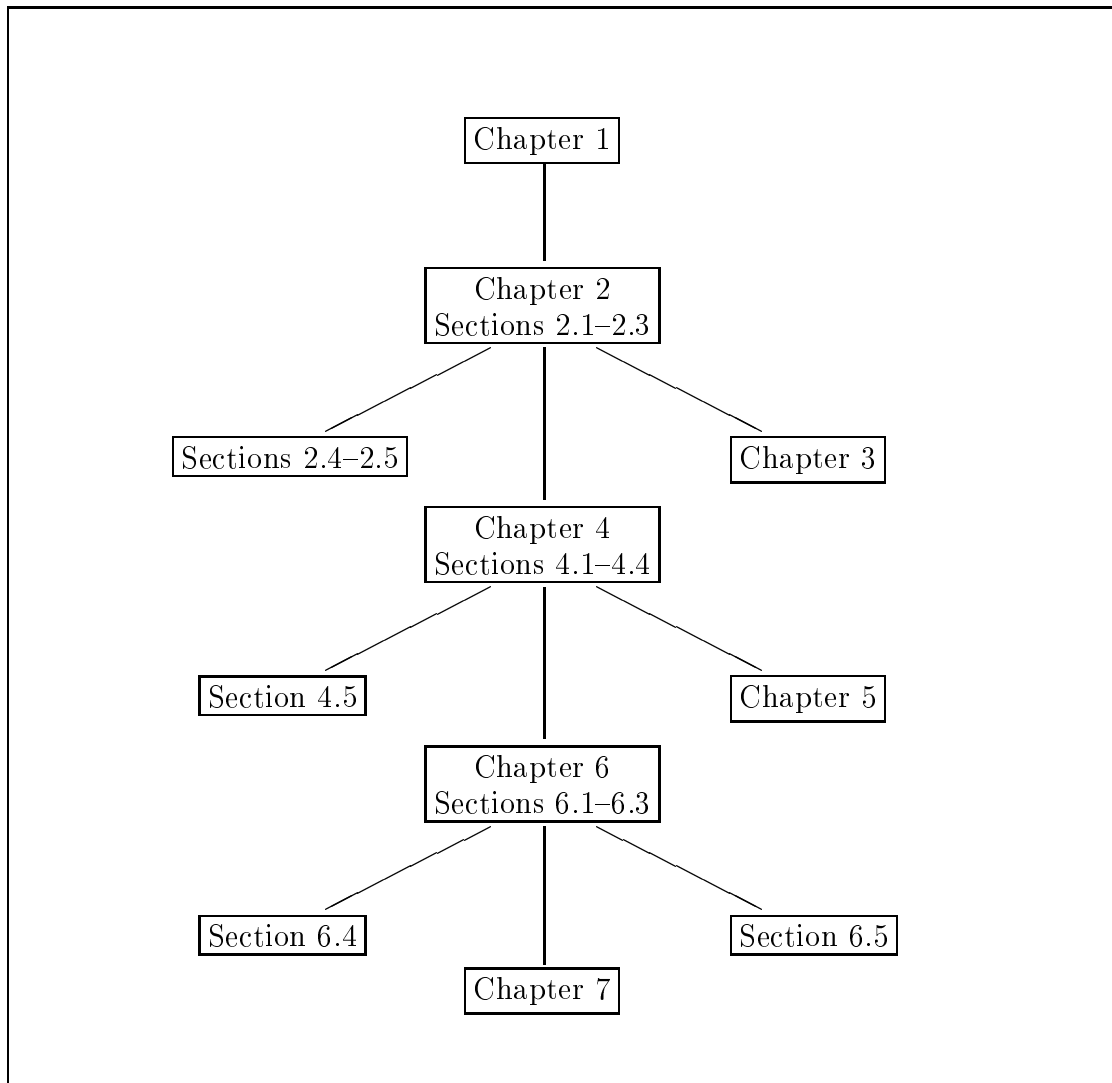 Chapter 1
Chapter 2
Sections 2.1–2.3
Sections 2.4–2.5
Chapter 3
Chapter 4
Sections 4.1–4.4
Section 4.5
Chapter 5
Chapter 6
Sections 6.1–6.3
Section 6.4
Section 6.5
Chapter 7